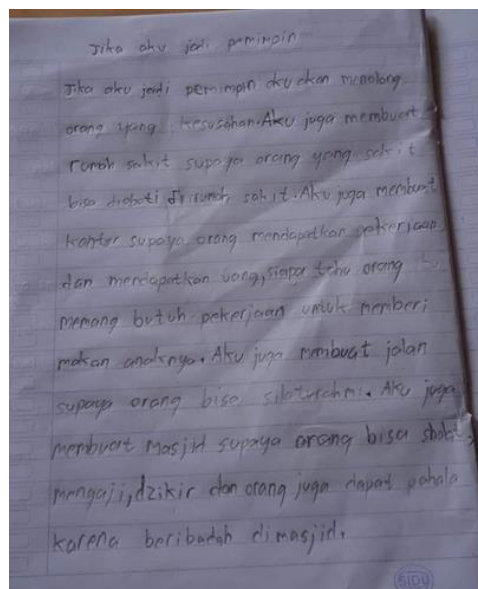 Jika aku jadi pemimpin
Jika aku jadi pemimpin aku akan menolong
orang yang kesusahan. Aku juga membuat
rumah sakit supaya orang yang sakit
bisa diobati di rumah sakit. Aku juga membuat
kantor supaya orang mendapatkan pekerjaan
dan mendapatkan uang, siapa tahu orang itu
memang butuh pekerjaan untuk memberi
makan anaknya. Aku juga membuat jalan
supaya orang bisa silaturahmi. Aku juga
membuat masjid supaya orang bisa sholat,
mengaji, dzikir dan orang juga dapat pahala
karena beribadah dimasjid.
SIDU